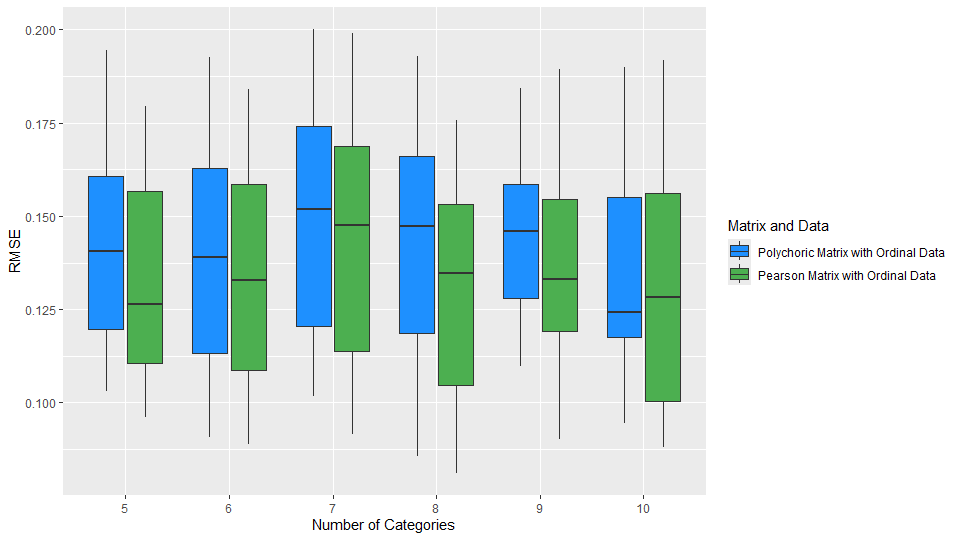 RMSE
0.200
0.175
0.150
0.125
0.100
5 6 7 8 9 10
Number of Categories
Matrix and Data
Polychoric Matrix with Ordinal Data
Pearson Matrix with Ordinal Data